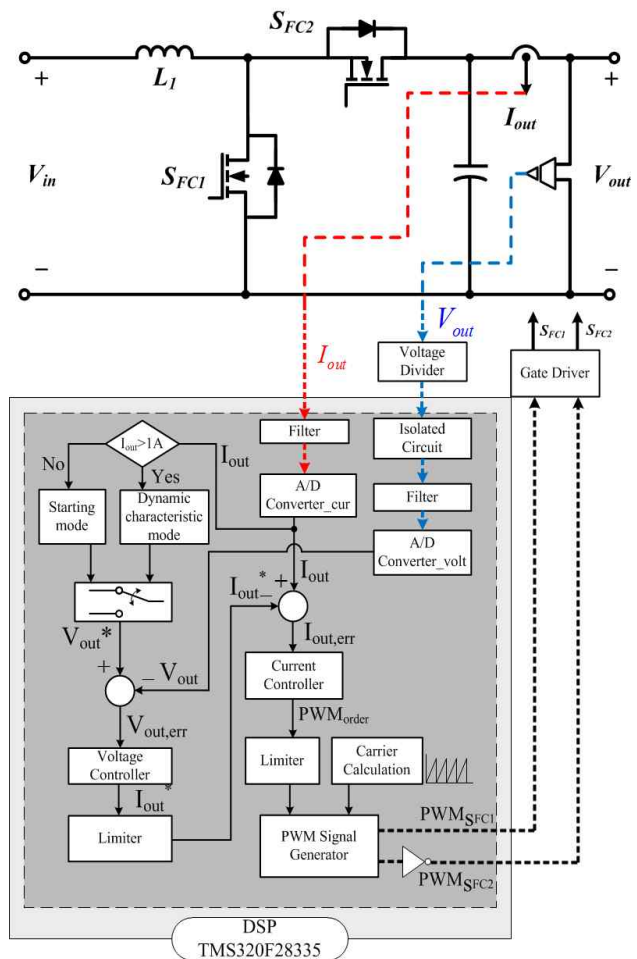 S_FC2
+
L_1
+
I_out
V_in
S_FC1
V_out
−
−
V_out
I_out
S_FC1
S_FC2
Voltage
Divider
Gate Driver
I_out>1A
I_out
No
Yes
Filter
Isolated
Circuit
Starting
mode
Dynamic
characteristic
mode
A/D
Converter_cur
Filter
A/D
Converter_volt
I_out
I_out*
−
+
V_out*
+
− V_out
I_out,err
Current
Controller
V_out,err
PWM_order
Voltage
Controller
Limiter
Carrier
Calculation
I_out*
Limiter
PWM Signal
Generator
PWM_SFC1
PWM_SFC2
DSP
TMS320F28335